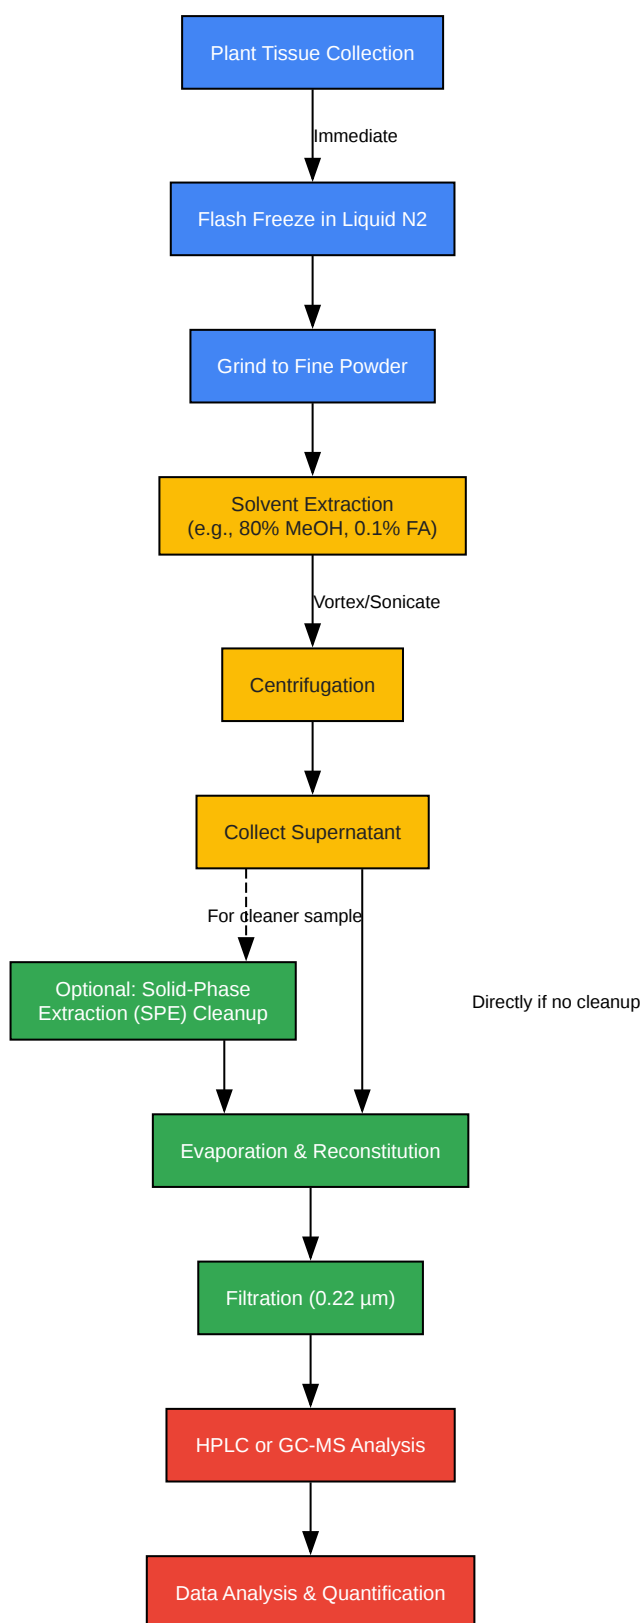 Plant Tissue Collection
Immediate
Flash Freeze in Liquid N2
Grind to Fine Powder
Solvent Extraction
(e.g., 80% MeOH, 0.1% FA)
Vortex/Sonicate
Centrifugation
Collect Supernatant
For cleaner sample
Optional: Solid-Phase
Extraction (SPE) Cleanup
Directly if no cleanup
Evaporation & Reconstitution
Filtration (0.22 µm)
HPLC or GC-MS Analysis
Data Analysis & Quantification